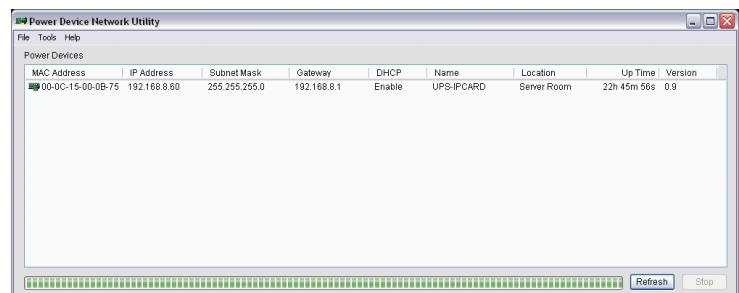 Power Device Network Utility
File Tools Help
Power Devices
MAC Address IP Address Subnet Mask Gateway DHCP Name Location Up Time Version
00-0C-15-00-0B-75 192.168.8.60 255.255.255.0 192.168.8.1 Enable UPS-IPCARD Server Room 22h 45m 56s 0.9
Refresh Stop